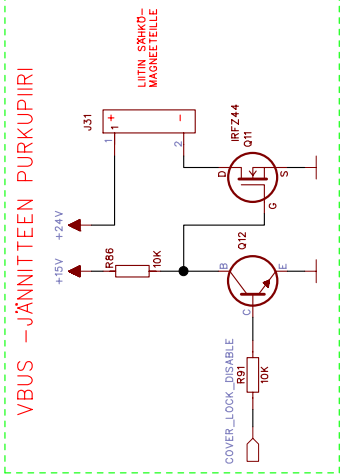 VBUS -JÄNNITTEEN PURKUPIIRI
LIITIN SÄHKÖ-
MAGNEETEILLE
J31
+
-
1
1
2
+24V
+15V
R86
10K
IRFZ44
Q11
D
S
G
Q12
B
E
C
COVER_LOCK_DISABLE
R91
10K